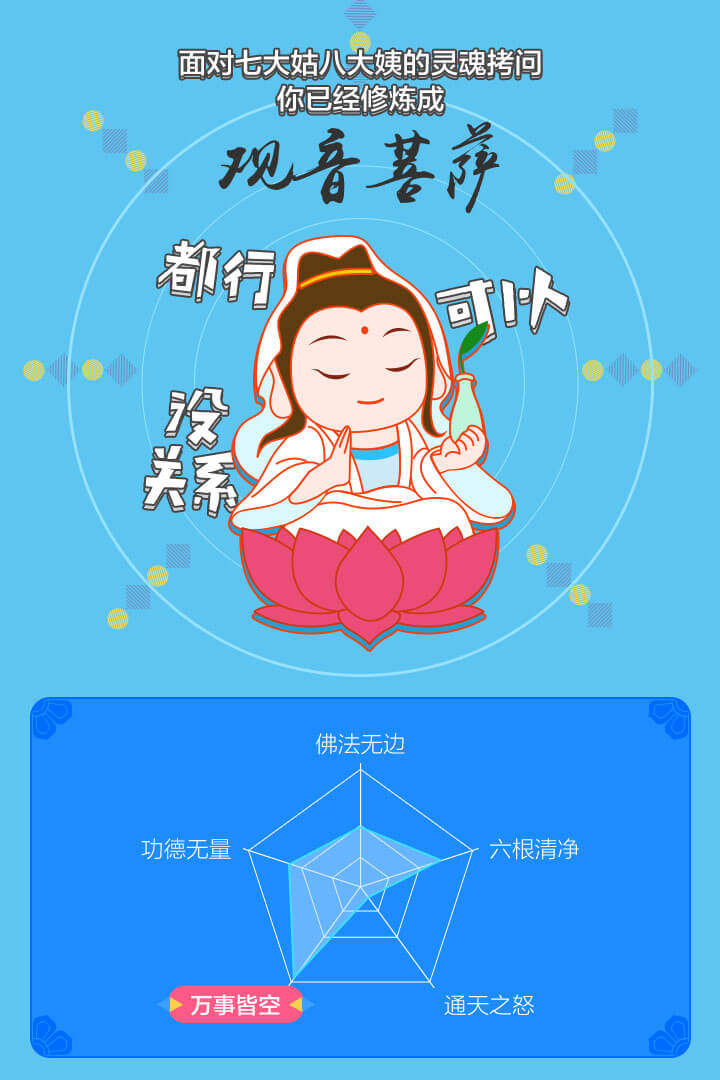 面对七大姑八大姨的灵魂拷问
你已经修炼成
观音菩萨
都行
可以
没
关系
佛法无边
功德无量
六根清净
万事皆空
通天之怒